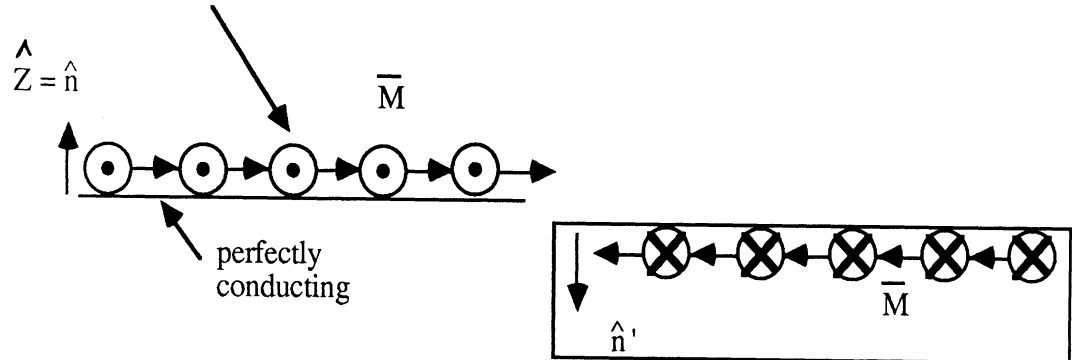 Ẑ = n̂
M̅
perfectly
conducting
M̅
n̂'